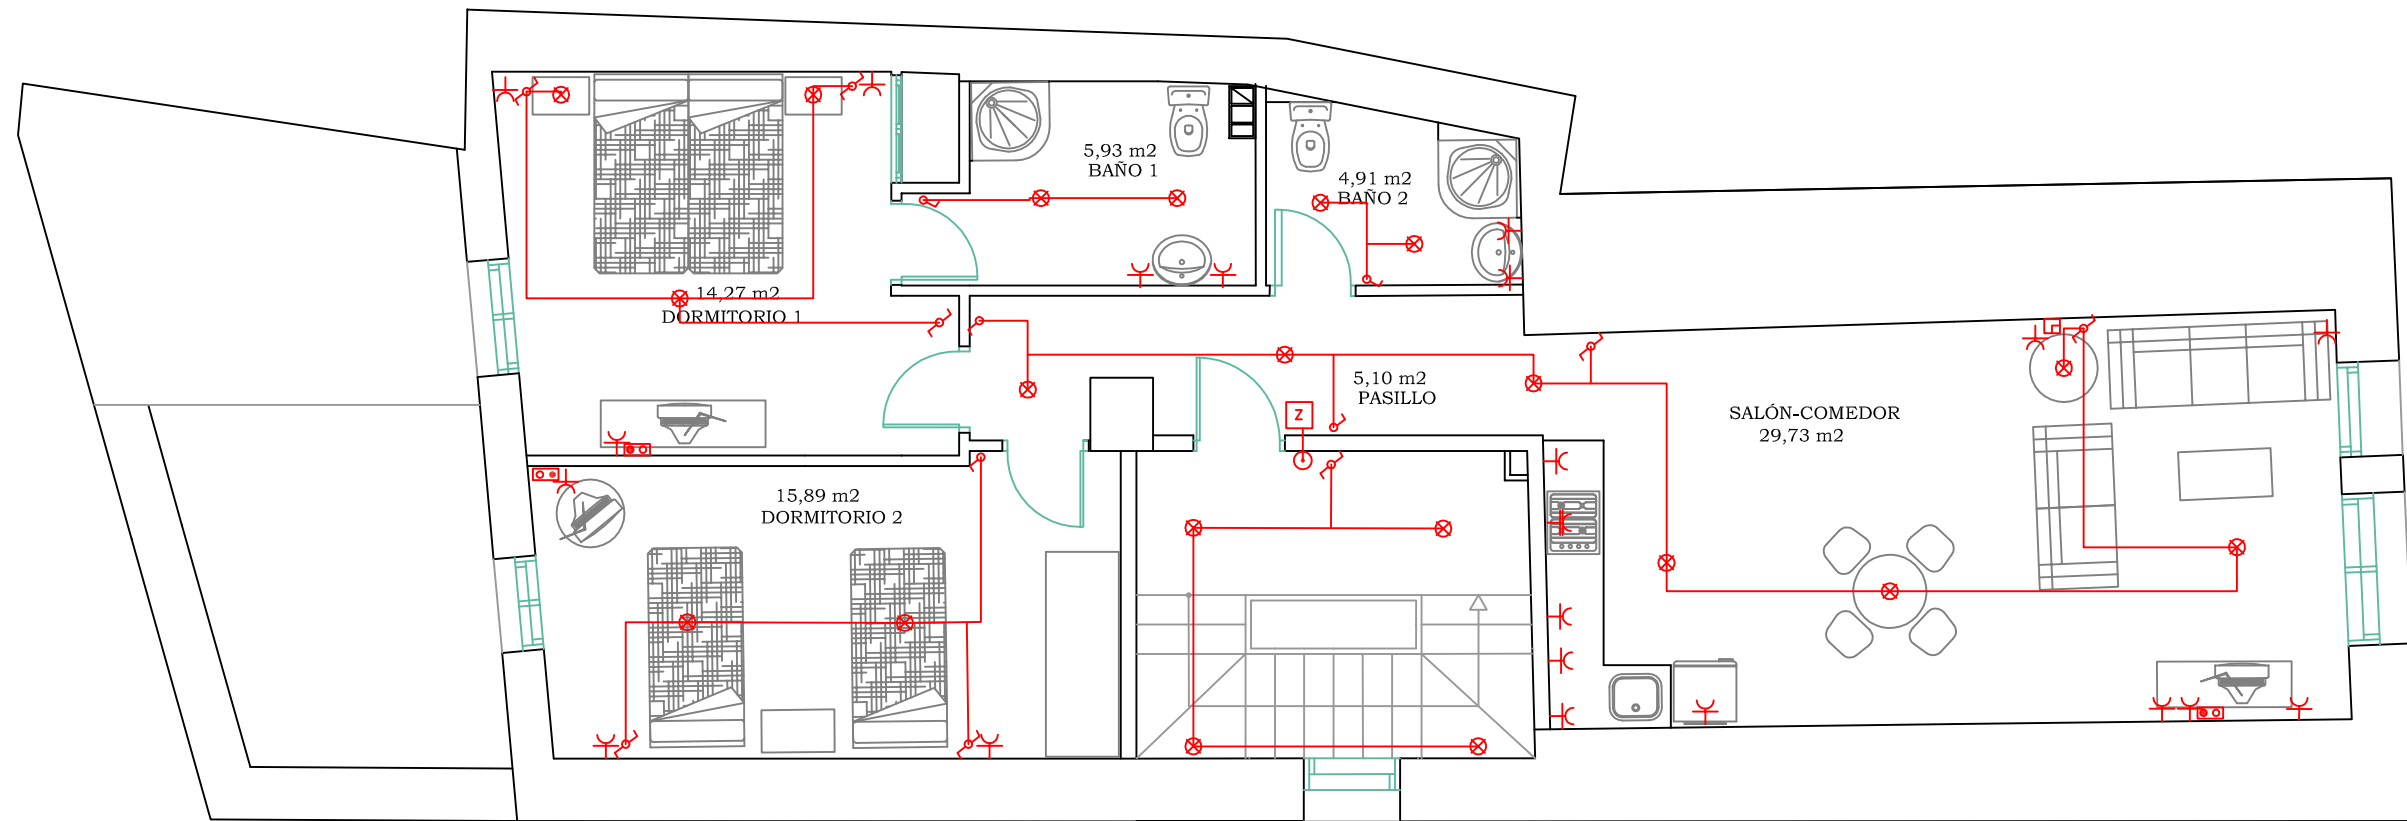 5,93 m2
BAÑO 1
4,91 m2
BAÑO 2
14,27 m2
DORMITORIO 1
5,10 m2
PASILLO
Z
SALÓN-COMEDOR
29,73 m2
15,89 m2
DORMITORIO 2